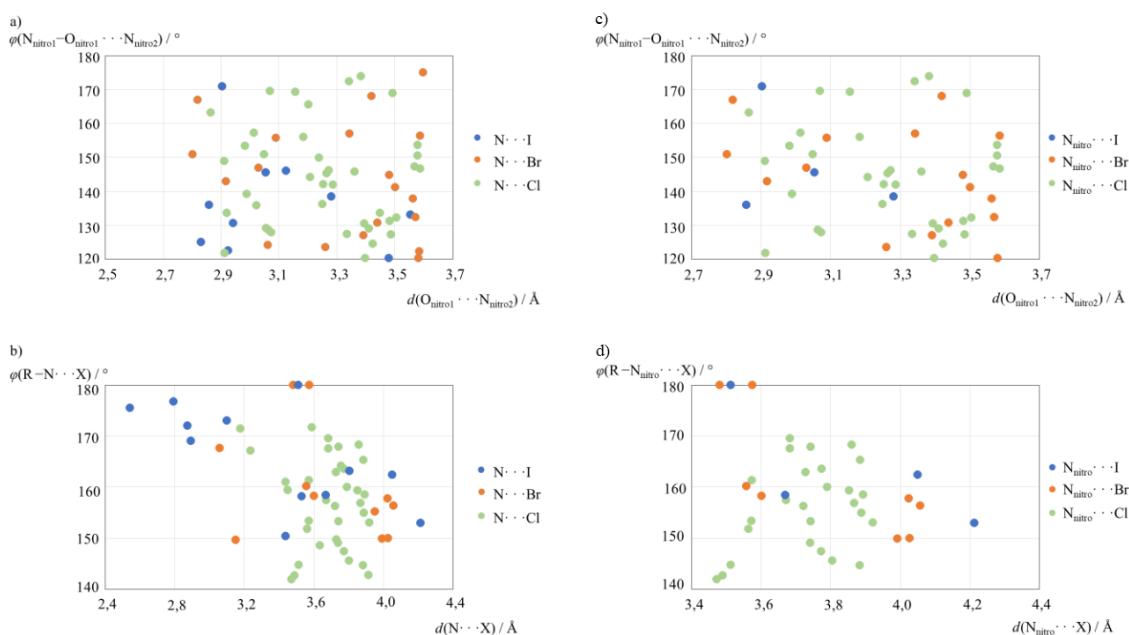 a)
φ(Nnitro1–Onitro1 · · · Nnitro2) / °
180
170
160
150
140
130
120
2,5 2,7 2,9 3,1 3,3 3,5 3,7
d(Onitro1 · · · Nnitro2) / Å
N· · · I
N· · · Br
N· · · Cl
c)
φ(Nnitro1–Onitro1 · · · Nnitro2) / °
180
170
160
150
140
130
120
2,7 2,9 3,1 3,3 3,5 3,7
d(Onitro1 · · · Nnitro2) / Å
Nnitro · · · I
Nnitro · · · Br
Nnitro · · · Cl
b)
φ(R–N· · · X) / °
180
170
160
150
140
2,4 2,8 3,2 3,6 4,0 4,4
d(N· · · X) / Å
N· · · I
N· · · Br
N· · · Cl
d)
φ(R–Nnitro · · · X) / °
180
170
160
150
140
3,4 3,6 3,8 4,0 4,2 4,4
d(Nnitro · · · X) / Å
Nnitro · · · I
Nnitro · · · Br
Nnitro · · · Cl